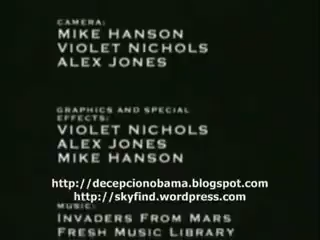 CAMERA:
MIKE HANSON
VIOLET NICHOLS
ALEX JONES
GRAPHICS AND SPECIAL
EFFECTS:
VIOLET NICHOLS
ALEX JONES
MIKE HANSON
http://decepcionobama.blogspot.com
http://skyfind.wordpress.com
MUSIC:
INVADERS FROM MARS
FRESH MUSIC LIBRARY